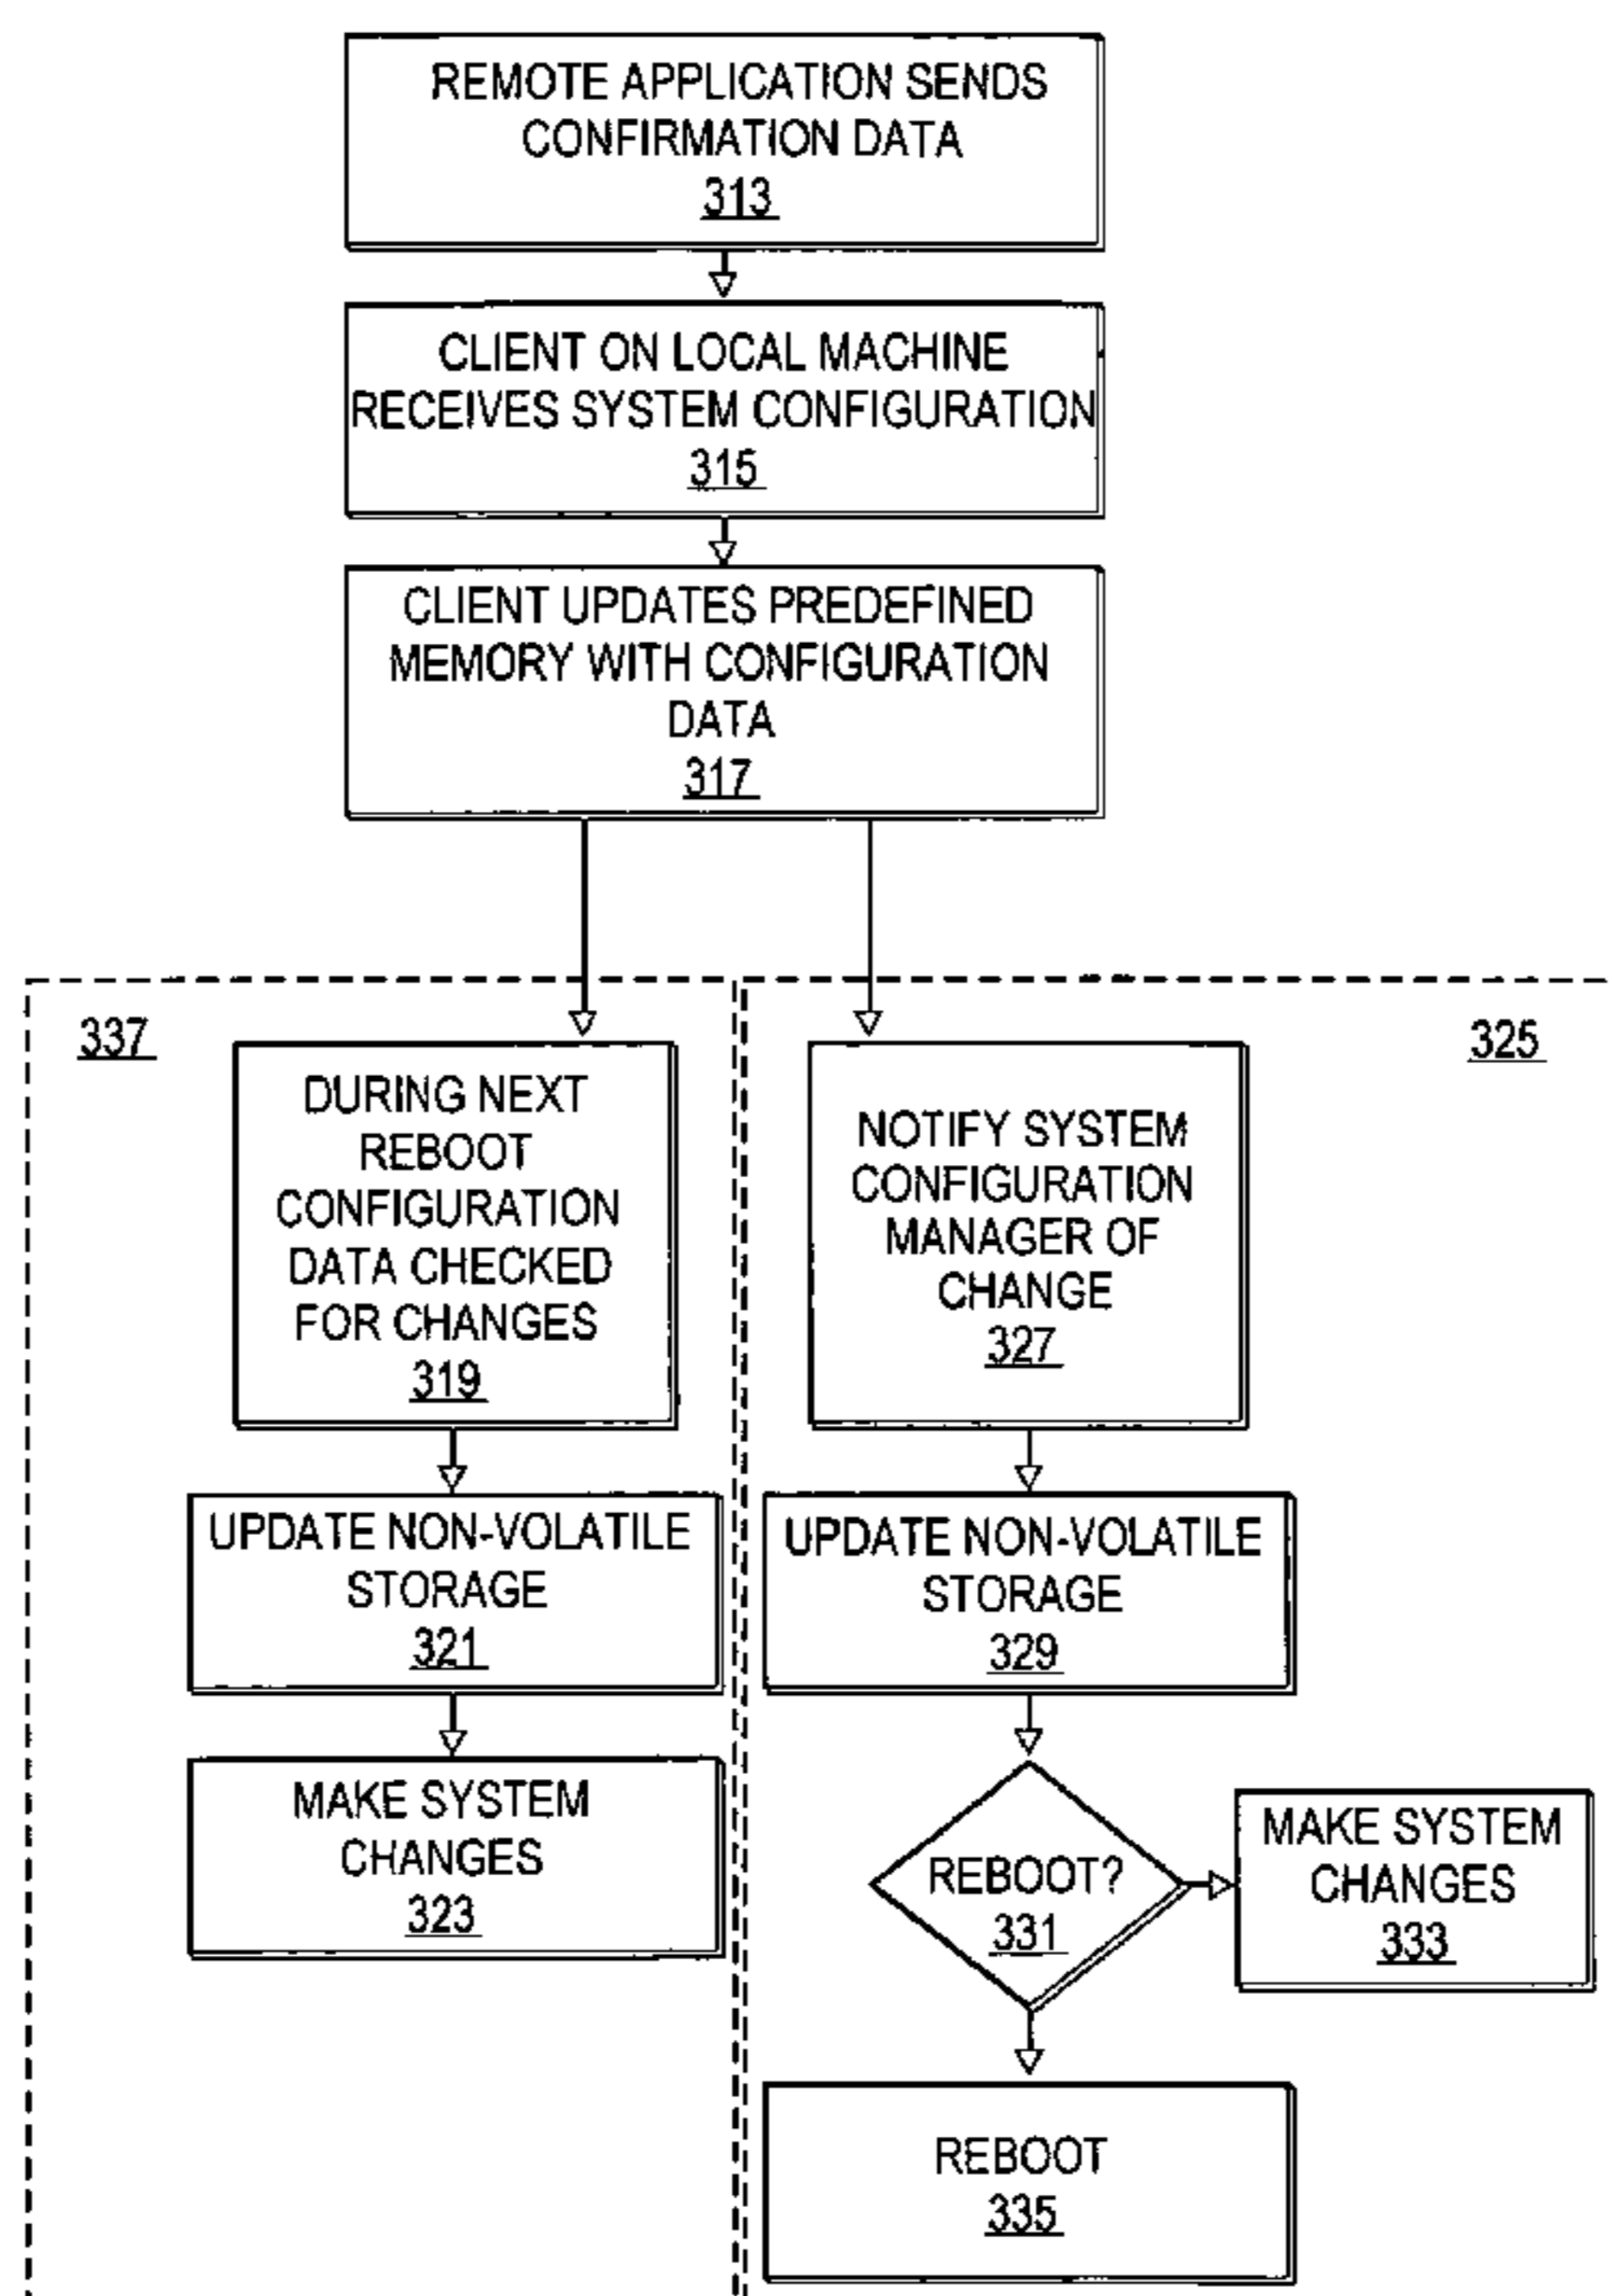 REMOTE APPLICATION SENDS
CONFIRMATION DATA
313
CLIENT ON LOCAL MACHINE
RECEIVES SYSTEM CONFIGURATION
315
CLIENT UPDATES PREDEFINED
MEMORY WITH CONFIGURATION
DATA
317
337
DURING NEXT
REBOOT
CONFIGURATION
DATA CHECKED
FOR CHANGES
319
UPDATE NON-VOLATILE
STORAGE
321
MAKE SYSTEM
CHANGES
323
325
NOTIFY SYSTEM
CONFIGURATION
MANAGER OF
CHANGE
327
UPDATE NON-VOLATILE
STORAGE
329
REBOOT?
331
MAKE SYSTEM
CHANGES
333
REBOOT
335